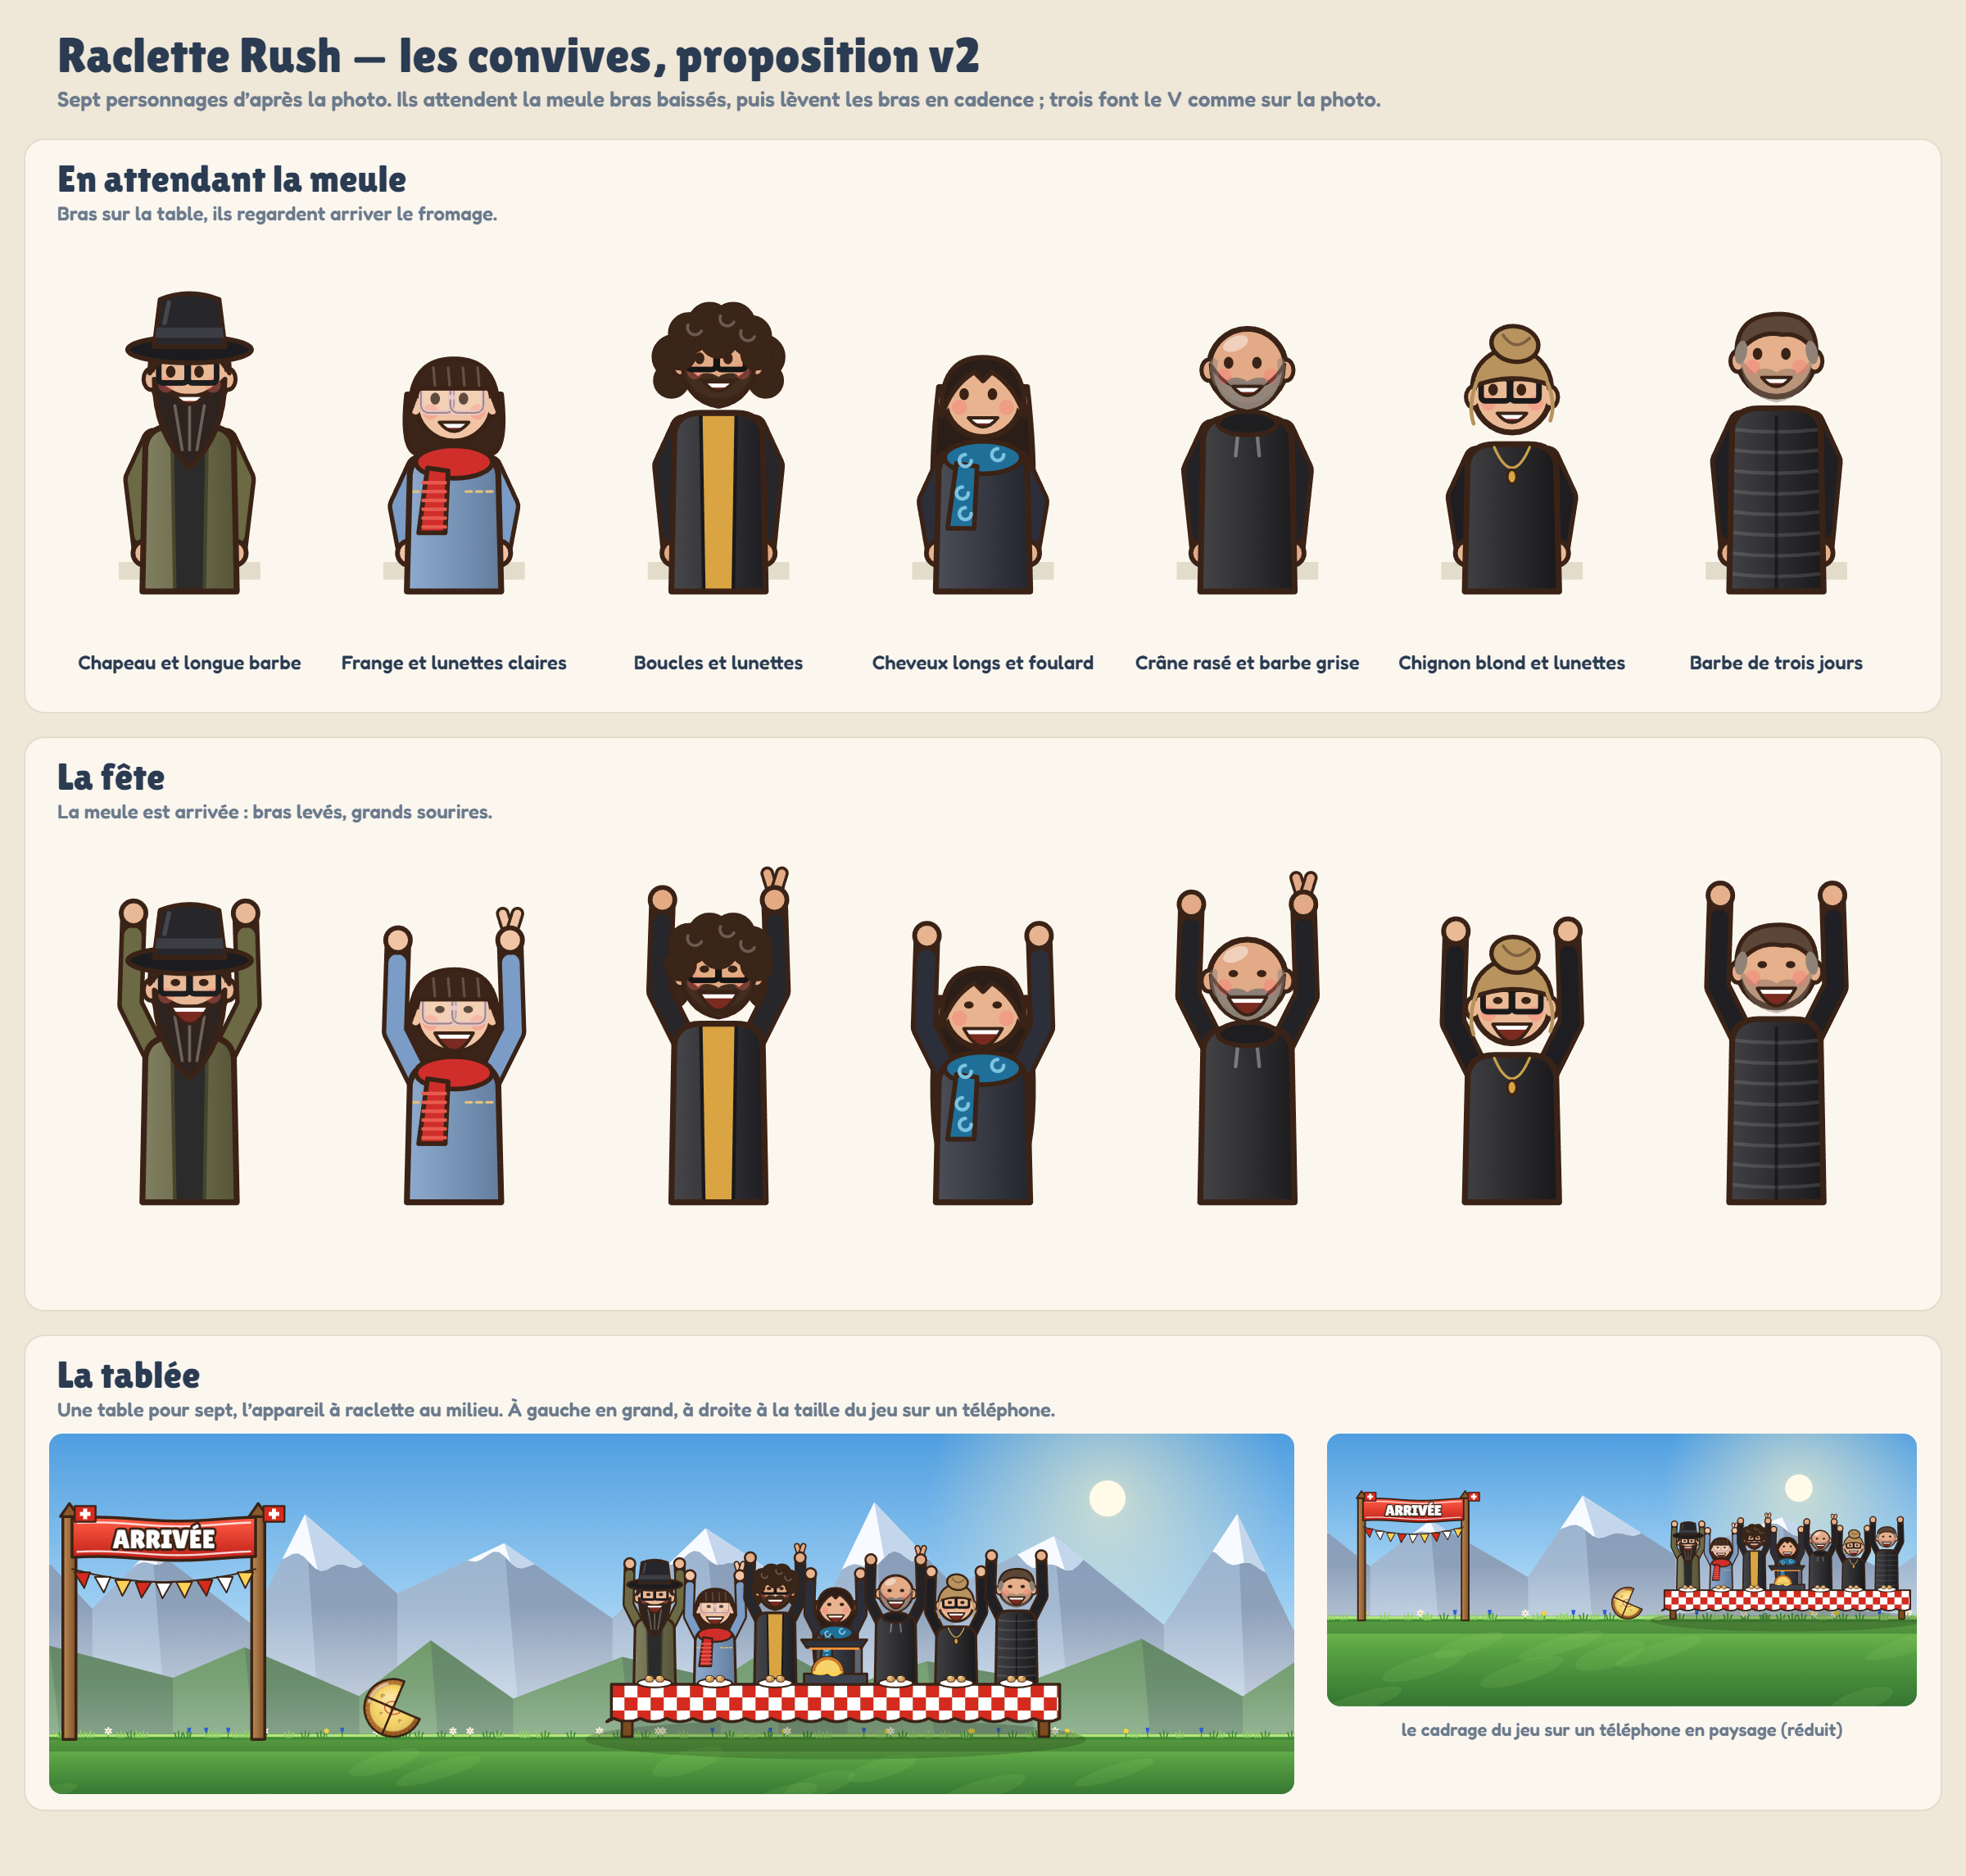 Raclette Rush — les convives, proposition v2
Sept personnages d'après la photo. Ils attendent la meule bras baissés, puis lèvent les bras en cadence ; trois font le V comme sur la photo.
En attendant la meule
Bras sur la table, ils regardent arriver le fromage.
Chapeau et longue barbe
Frange et lunettes claires
Boucles et lunettes
Cheveux longs et foulard
Crâne rasé et barbe grise
Chignon blond et lunettes
Barbe de trois jours
La fête
La meule est arrivée : bras levés, grands sourires.
La tablée
Une table pour sept, l'appareil à raclette au milieu. À gauche en grand, à droite à la taille du jeu sur un téléphone.
ARRIVÉE
ARRIVÉE
le cadrage du jeu sur un téléphone en paysage (réduit)